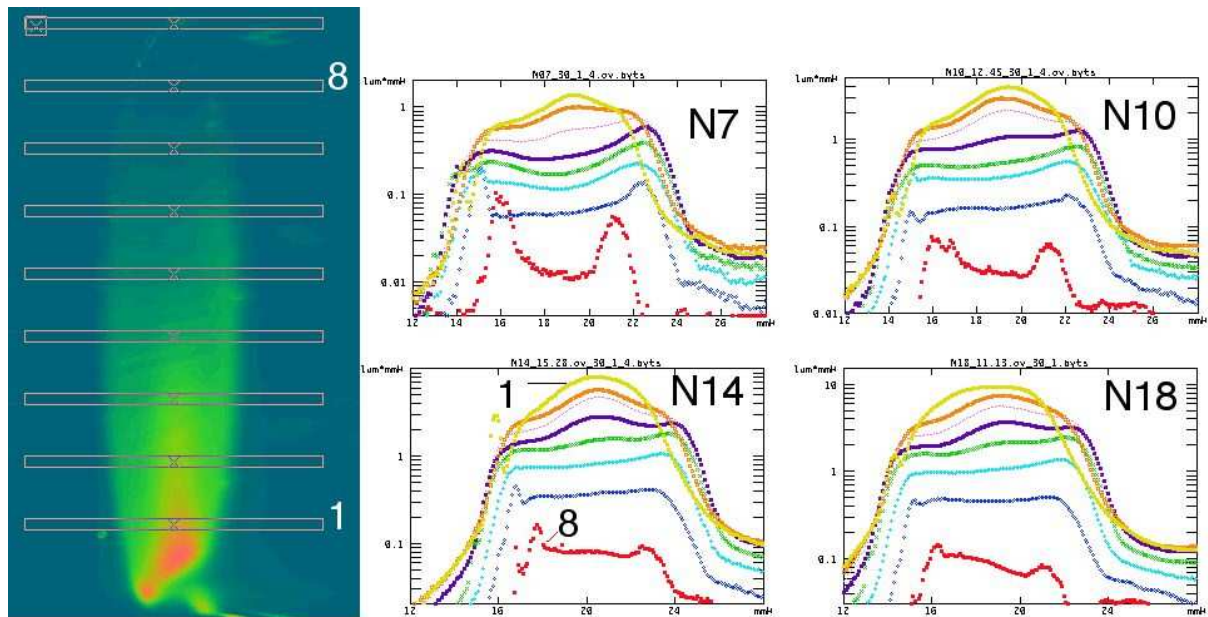 8
1
N07_30_1_4.ov.byts
lum*mmH
N7
1
0.1
0.01
12 14 16 18 20 22 24 26 mmH
N10_12.45_30_1_4.ov.byts
lum*mmH
N10
1
0.1
0.01
12 16 18 20 22 24 26 mmH
N14_15.28.ov_30_1_4.byts
lum*mmH
1
N14
1
8
0.1
12 16 20 24 mmH
N18_11.13.ov_30_1.byts
lum*mmH
10
N18
1
0.1
12 16 20 24 mmH